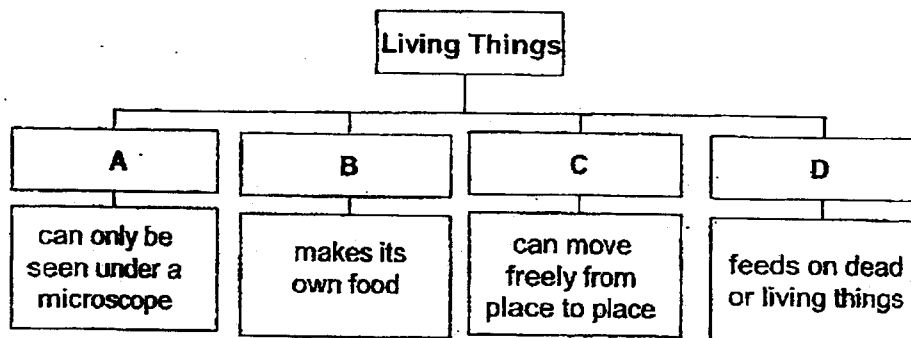 Living Things
A
B
C
D
can only be
seen under a
microscope
makes its
own food
can move
freely from
place to place
feeds on dead
or living things